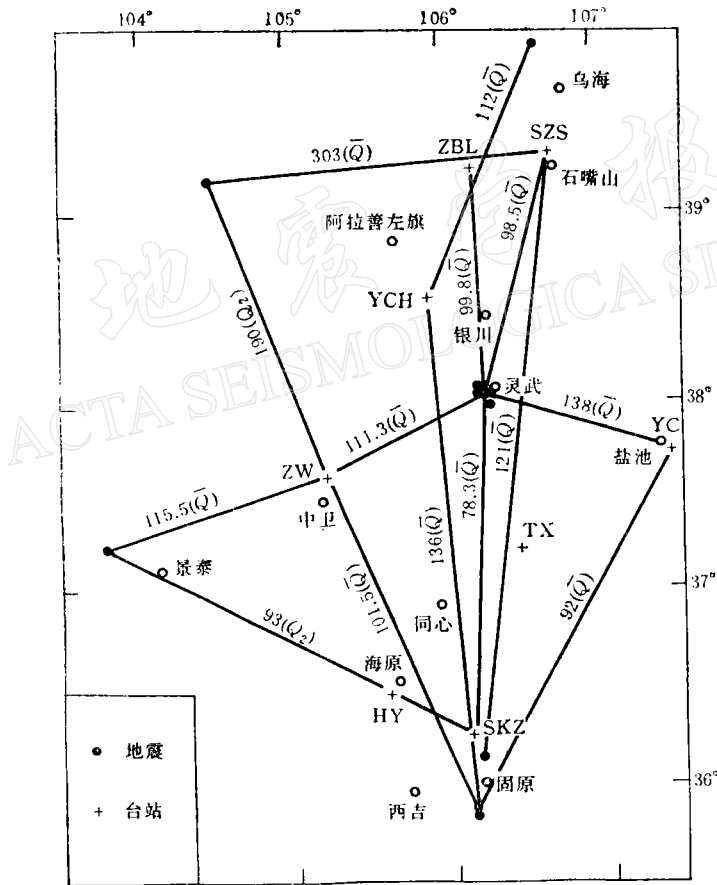 104°
105°
106°
107°
乌海
112(Q̄)
ZBL
SZS
303(Q̄)
石嘴山
98.5(Q̄)
39°
阿拉善左旗
99.8(Q̄)
YCH
190(Q₂)
银川
地震学报
ACTA SEISMOLOGICA SI
38°
灵武
138(Q̄)
YC
盐池
111.3(Q̄)
121(Q̄)
ZW
78.3(Q̄)
中卫
115.5(Q̄)
TX
136(Q̄)
景泰
37°
101.5(Q̄)
92(Q̄)
同心
93(Q₂)
海原
HY
SKZ
36°
固原
西吉
地震
台站